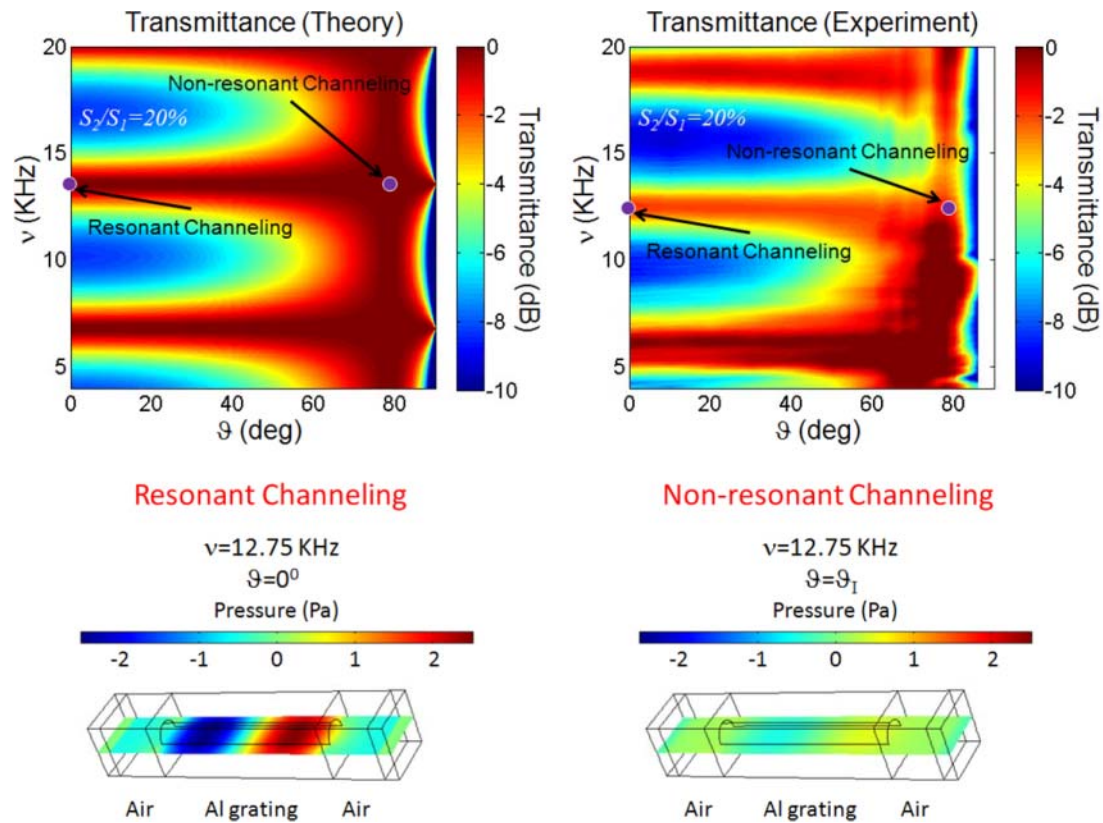 Transmittance (Theory)
20
15
10
5
ν (KHz)
0
20
40
60
80
ϑ (deg)
Non-resonant Channeling
S2/S1=20%
Resonant Channeling
0
-2
-4
-6
-8
-10
Transmittance (dB)
Transmittance (Experiment)
20
15
10
5
ν (KHz)
0
20
40
60
80
ϑ (deg)
S2/S1=20%
Non-resonant Channeling
Resonant Channeling
0
-2
-4
-6
-8
-10
Transmittance (dB)
Resonant Channeling
ν=12.75 KHz
ϑ=0⁰
Pressure (Pa)
-2 -1 0 1 2
Air Al grating Air
Non-resonant Channeling
ν=12.75 KHz
ϑ=ϑI
Pressure (Pa)
-2 -1 0 1 2
Air Al grating Air